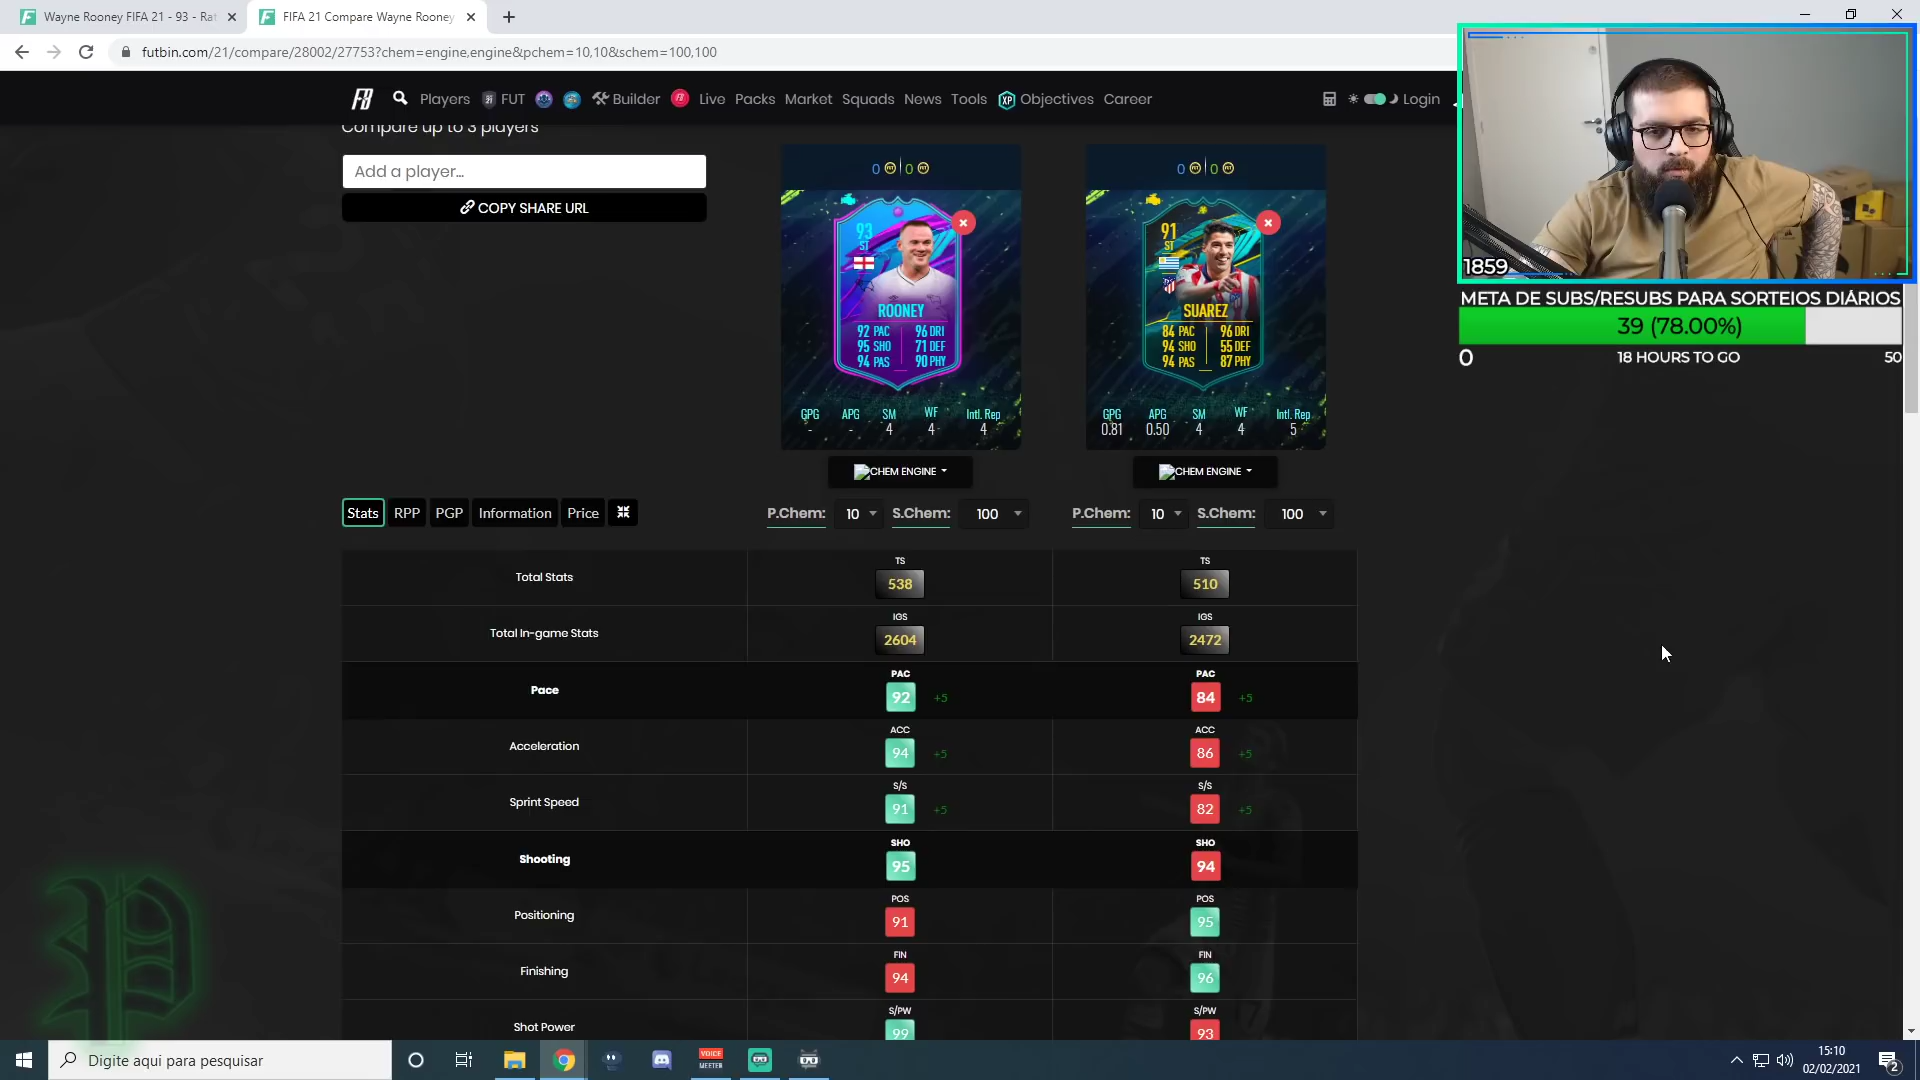 Wayne Rooney FIFA 21 - 93 - Rat
FIFA 21 Compare Wayne Rooney
futbin.com/21/compare/28002/27753?chem=engine,engine&pchem=10,10&schem=100,100
Players FUT Builder Live Packs Market Squads News Tools XP Objectives Career Login
Compare up to 3 players
Add a player...
COPY SHARE URL
0 0
0 0
93
ST
ROONEY
92 PAC 96 DRI
95 SHO 71 DEF
94 PAS 90 PHY
GPG APG SM WF Intl. Rep
- - 4 4 4
91
ST
SUAREZ
84 PAC 96 DRI
94 SHO 55 DEF
94 PAS 87 PHY
GPG APG SM WF Intl. Rep
0.81 0.50 4 4 5
CHEM ENGINE
CHEM ENGINE
Stats RPP PGP Information Price
P.Chem: 10 S.Chem: 100
P.Chem: 10 S.Chem: 100
TS TS
Total Stats 538 510
IGS IGS
Total In-game Stats 2604 2472
PAC PAC
Pace 92 +5 84 +5
ACC ACC
Acceleration 94 +5 86 +5
S/S S/S
Sprint Speed 91 +5 82 +5
SHO SHO
Shooting 95 94
POS POS
Positioning 91 95
FIN FIN
Finishing 94 96
S/PW S/PW
Shot Power 99 93
1859
META DE SUBS/RESUBS PARA SORTEIOS DIÁRIOS
39 (78.00%)
0 18 HOURS TO GO 50
P
Digite aqui para pesquisar
VOICE
MEETER
15:10
02/02/2021
2